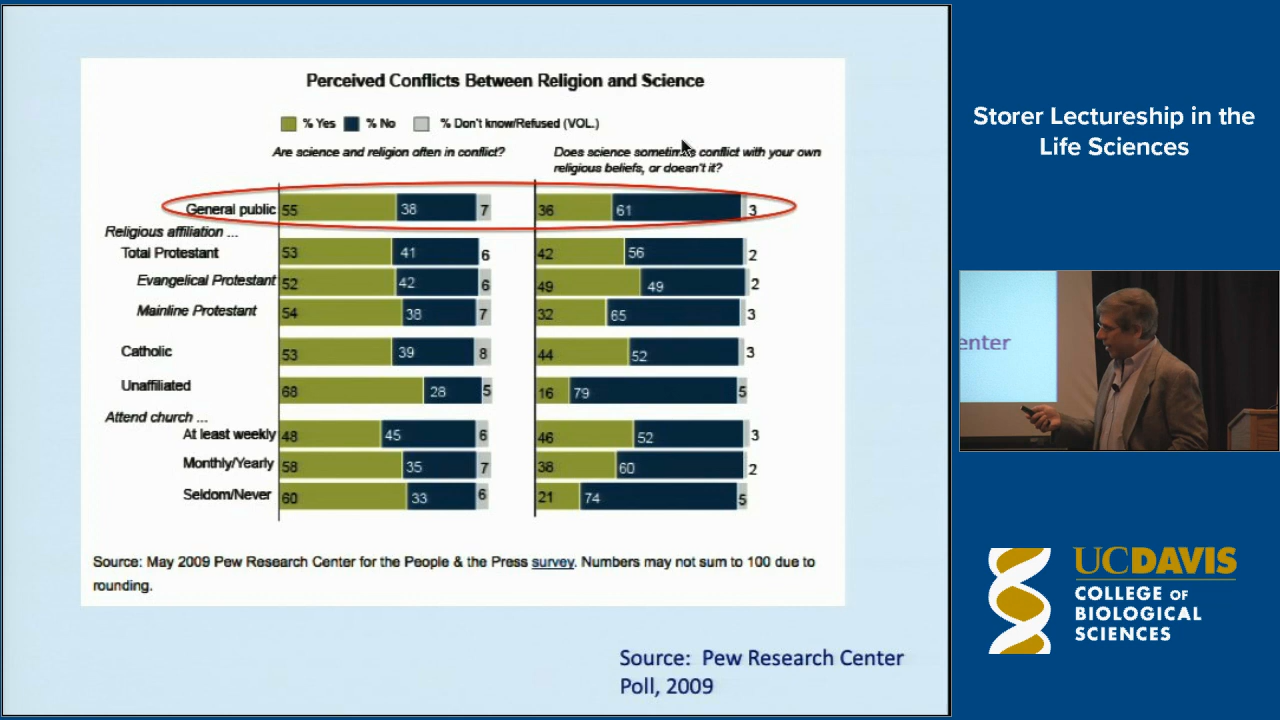 Perceived Conflicts Between Religion and Science
% Yes % No % Don't know/Refused (VOL.)
Are science and religion often in conflict?
Does science sometimes conflict with your own
religious beliefs, or doesn't it?
General public 55 38 7 36 61 3
Religious affiliation ...
Total Protestant 53 41 6 42 56 2
Evangelical Protestant 52 42 6 49 49 2
Mainline Protestant 54 38 7 32 65 3
Catholic 53 39 8 44 52 3
Unaffiliated 68 28 5 16 79 5
Attend church ...
At least weekly 48 45 6 46 52 3
Monthly/Yearly 58 35 7 38 60 2
Seldom/Never 60 33 6 21 74 5
Source: May 2009 Pew Research Center for the People & the Press survey. Numbers may not sum to 100 due to
rounding.
Source: Pew Research Center
Poll, 2009
Storer Lectureship in the
Life Sciences
enter
UCDAVIS
COLLEGE OF
BIOLOGICAL
SCIENCES